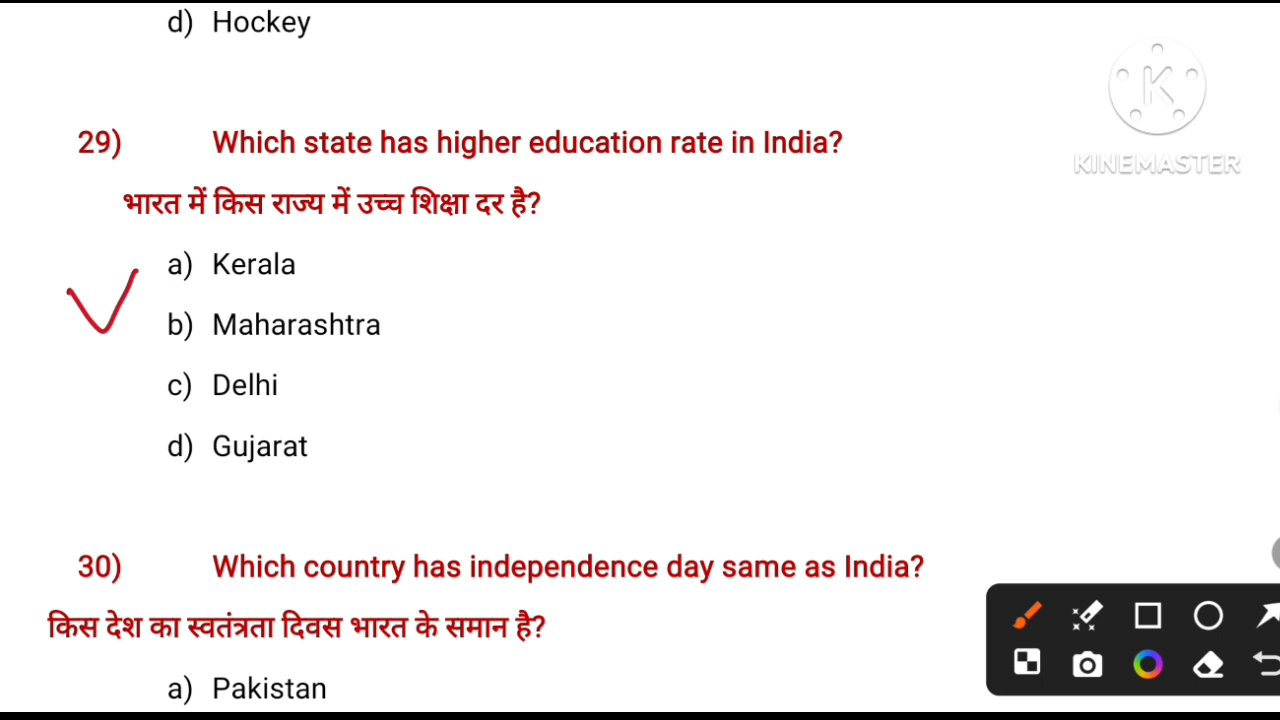 d) Hockey
K
KINEMASTER
29) Which state has higher education rate in India?
भारत में किस राज्य में उच्च शिक्षा दर है?
a) Kerala
b) Maharashtra
c) Delhi
d) Gujarat
30) Which country has independence day same as India?
किस देश का स्वतंत्रता दिवस भारत के समान है?
a) Pakistan